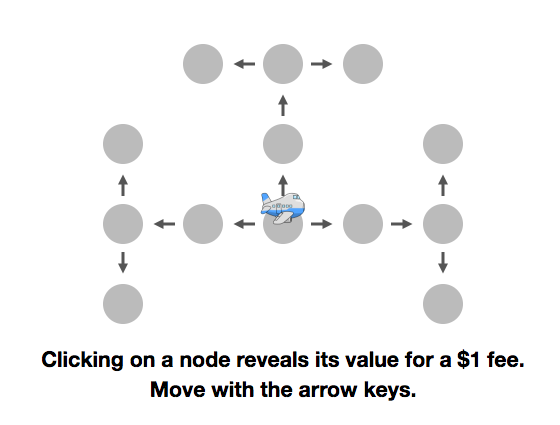 Clicking on a node reveals its value for a $1 fee.
Move with the arrow keys.